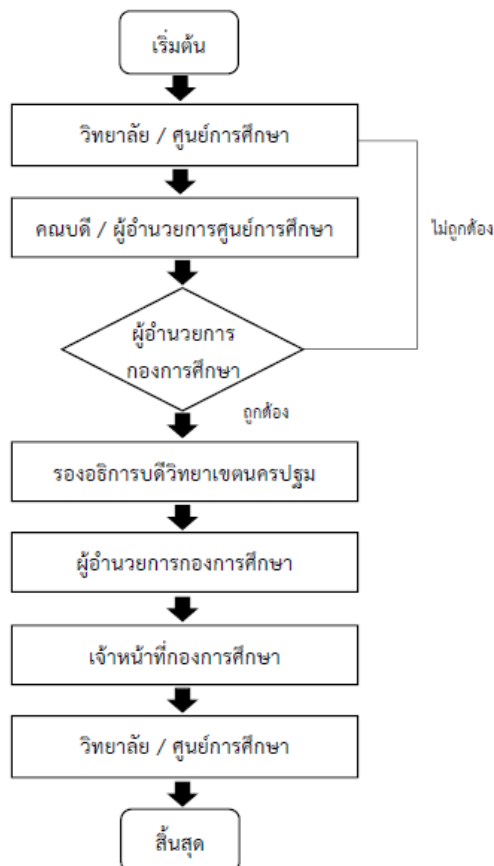 เริ่มต้น
วิทยาลัย / ศูนย์การศึกษา
คณบดี / ผู้อำนวยการศูนย์การศึกษา
ไม่ถูกต้อง
ผู้อำนวยการ
กองการศึกษา
ถูกต้อง
รองอธิการบดีวิทยาเขตนครปฐม
ผู้อำนวยการกองการศึกษา
เจ้าหน้าที่กองการศึกษา
วิทยาลัย / ศูนย์การศึกษา
สิ้นสุด